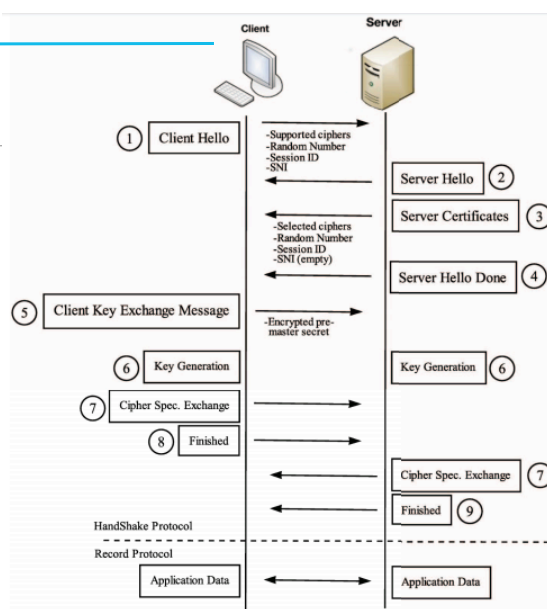 Client
Server
1
Client Hello
-Supported ciphers
-Random Number
-Session ID
-SNI
Server Hello
2
Server Certificates
3
-Selected ciphers
-Random Number
-Session ID
-SNI (empty)
Server Hello Done
4
5
Client Key Exchange Message
-Encrypted pre-
master secret
6
Key Generation
Key Generation
6
7
Cipher Spec. Exchange
8
Finished
Cipher Spec. Exchange
7
Finished
9
HandShake Protocol
Record Protocol
Application Data
Application Data